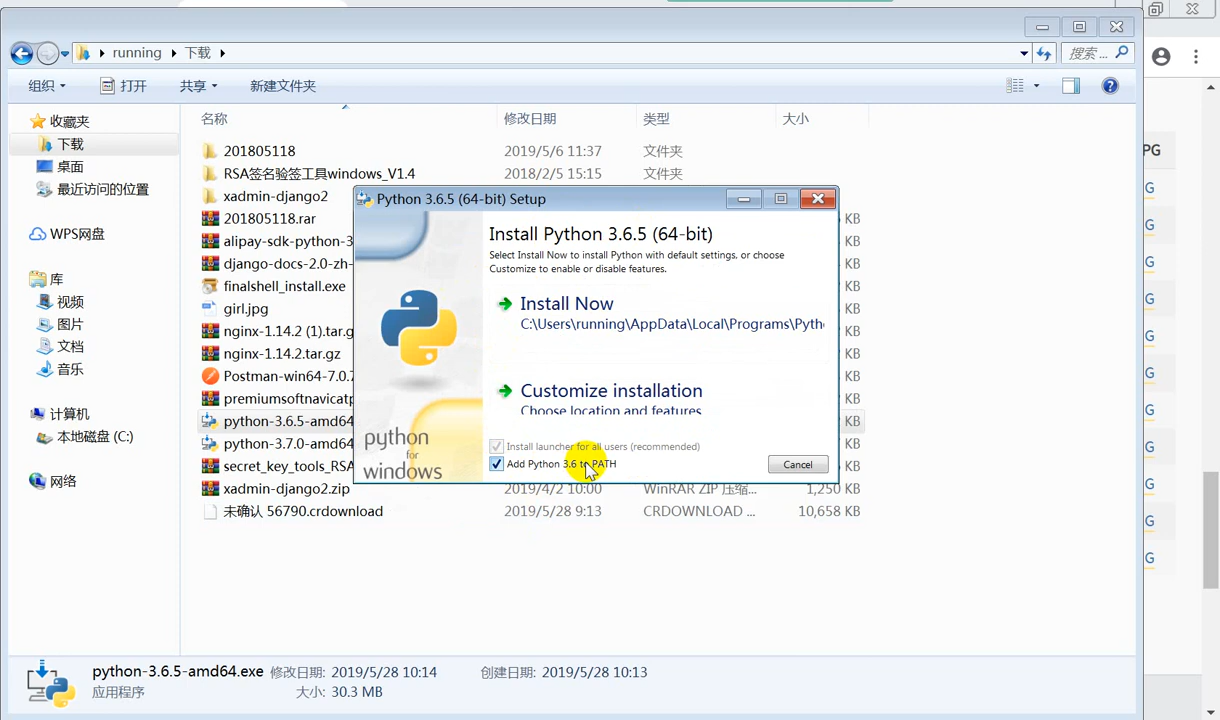 running ▸ 下载 ▸
搜索 ...
组织 打开 共享 新建文件夹
收藏夹
下载
桌面
最近访问的位置
WPS网盘
库
视频
图片
文档
音乐
计算机
本地磁盘 (C:)
网络
名称 修改日期 类型 大小
201805118 2019/5/6 11:37 文件夹
RSA签名验签工具windows_V1.4 2018/2/5 15:15 文件夹
xadmin-django2
201805118.rar KB
alipay-sdk-python-3 KB
django-docs-2.0-zh- KB
finalshell_install.exe KB
girl.jpg KB
nginx-1.14.2 (1).tar.g KB
nginx-1.14.2.tar.gz KB
Postman-win64-7.0.7 KB
premiumsoftnavicatp KB
python-3.6.5-amd64 KB
python-3.7.0-amd64 KB
secret_key_tools_RSA KB
xadmin-django2.zip 2019/4/2 10:00 WinRAR ZIP 压缩... 1,250 KB
未确认 56790.crdownload 2019/5/28 9:13 CRDOWNLOAD ... 10,658 KB
Python 3.6.5 (64-bit) Setup
Install Python 3.6.5 (64-bit)
Select Install Now to install Python with default settings, or choose
Customize to enable or disable features.
Install Now
C:\Users\running\AppData\Local\Programs\Pyth
Customize installation
Choose location and features
Install launcher for all users (recommended)
Add Python 3.6 to PATH
Cancel
python
for
windows
python-3.6.5-amd64.exe 修改日期: 2019/5/28 10:14 创建日期: 2019/5/28 10:13
应用程序 大小: 30.3 MB
PG
G
G
G
G
G
G
G
G
G
G
G